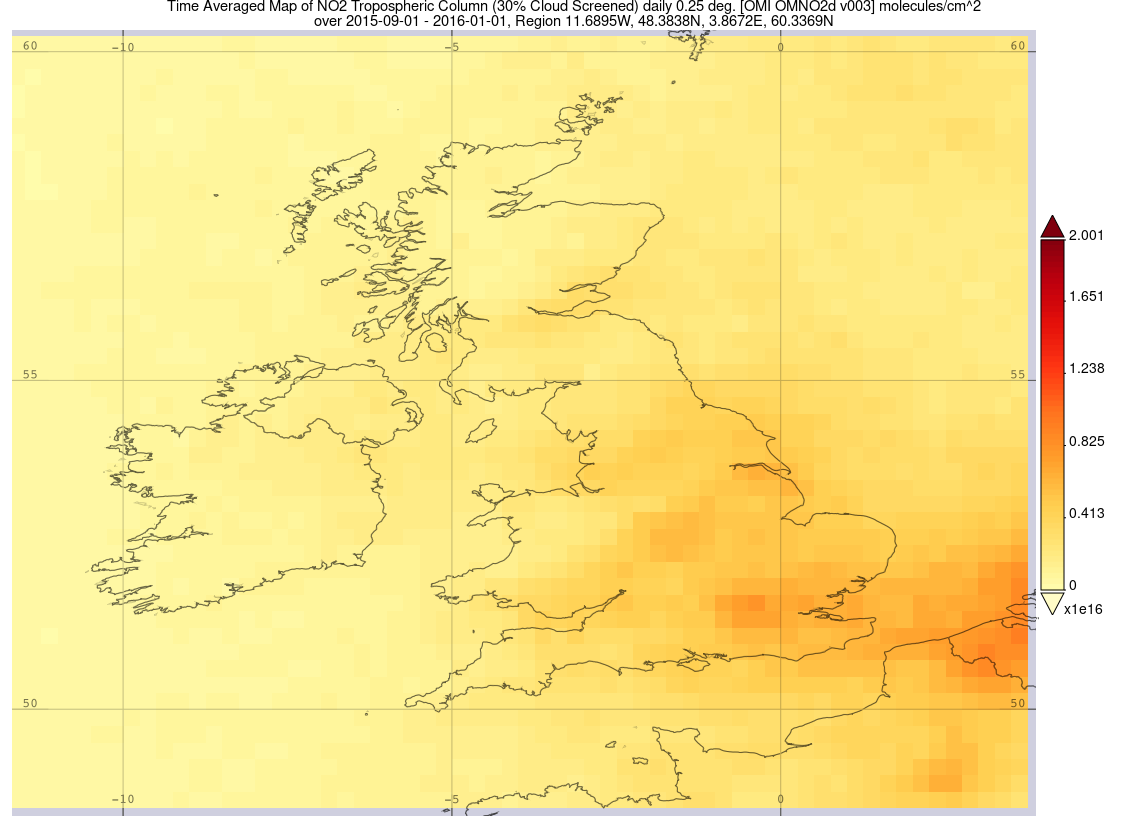 Time Averaged Map of NO2 Tropospheric Column (30% Cloud Screened) daily 0.25 deg. [OMI OMNO2d v003] molecules/cm^2
over 2015-09-01 - 2016-01-01, Region 11.6895W, 48.3838N, 3.8672E, 60.3369N
60 -10 -5 0 60
2.001
1.651
1.238
55 55
0.825
0.413
0
x1e16
50 50
-10 -5 0